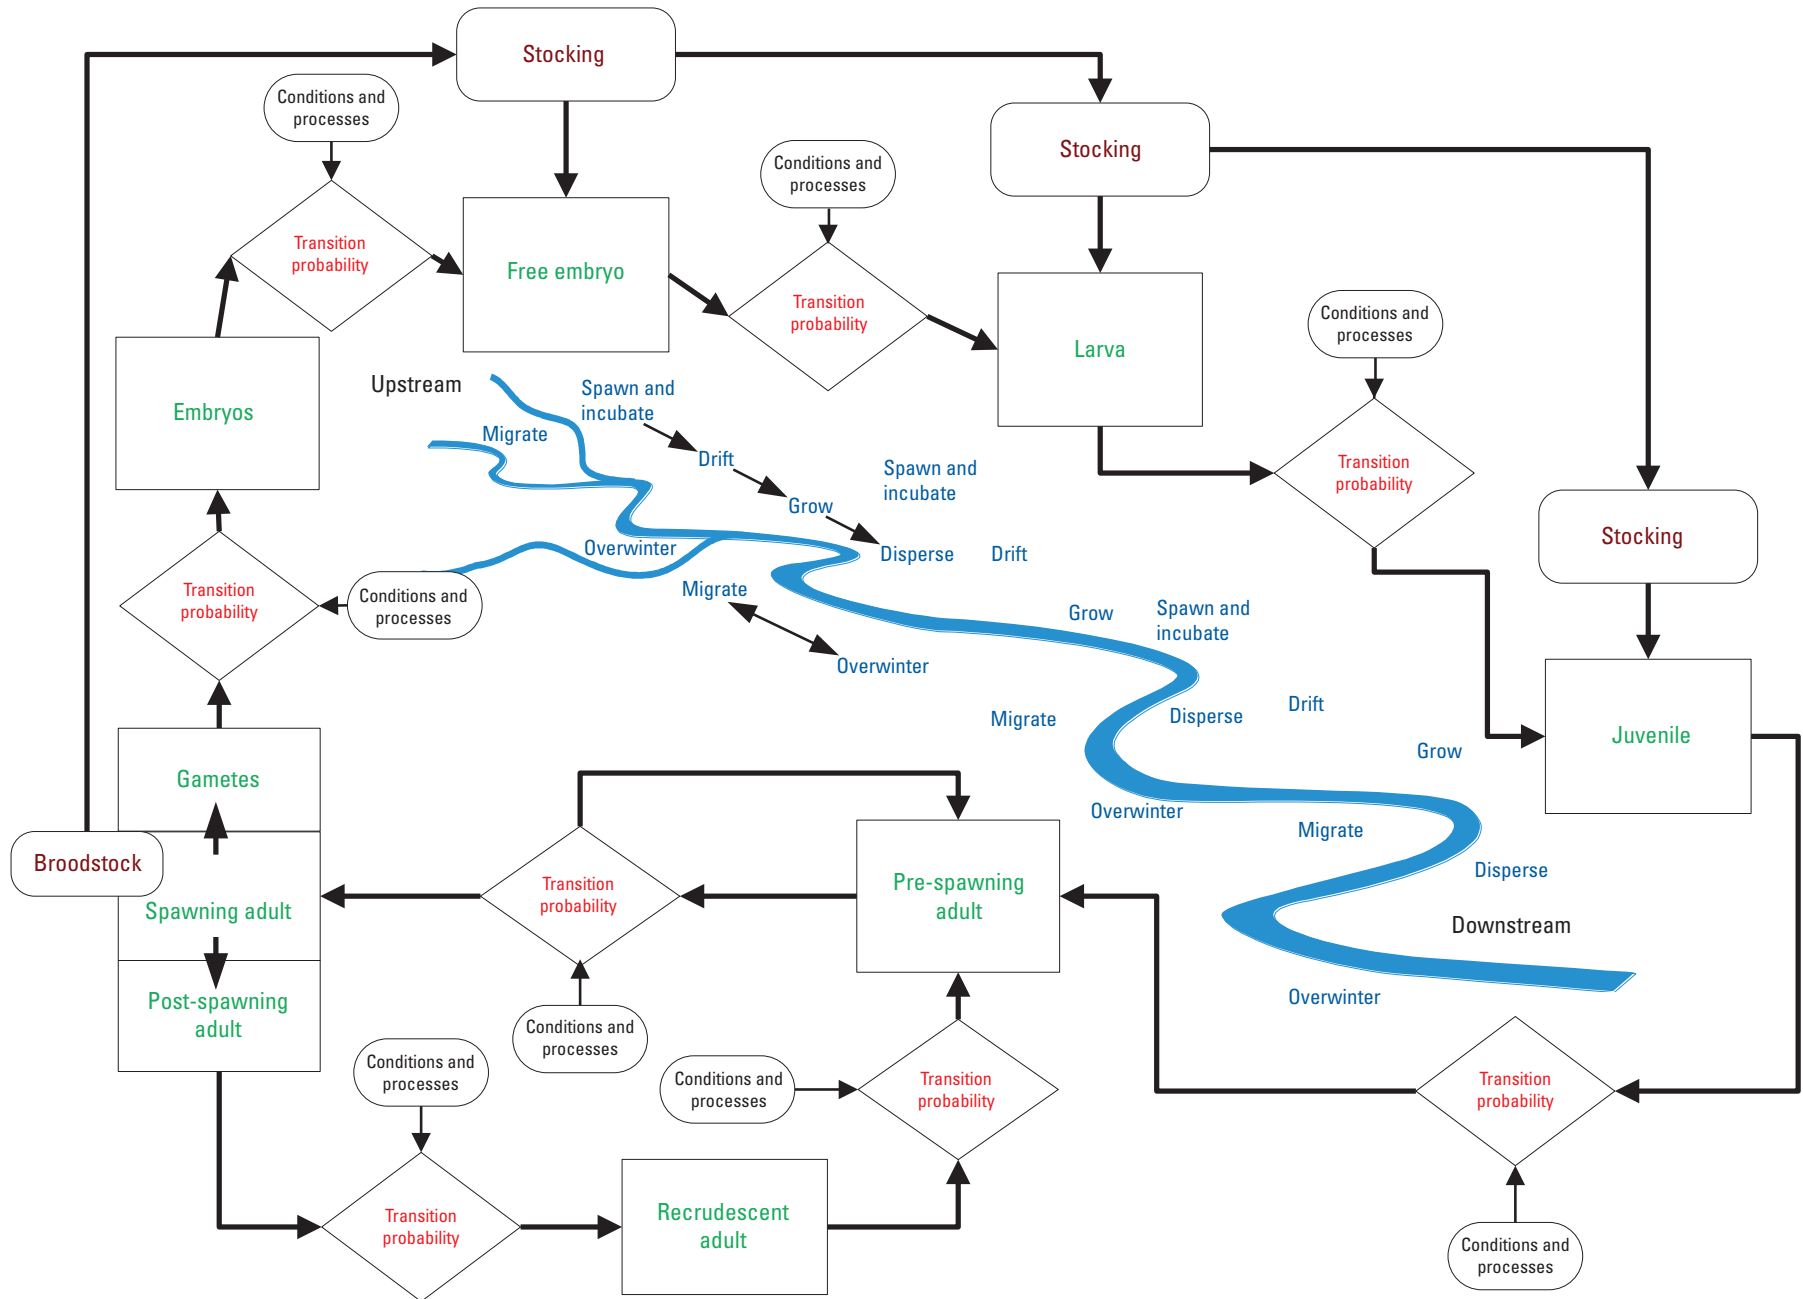 Stocking
Conditions and
processes
Stocking
Conditions and
processes
Transition
probability
Free embryo
Transition
probability
Conditions and
processes
Larva
Upstream
Spawn and
incubate
Embryos
Migrate
Drift
Spawn and
incubate
Transition
probability
Grow
Stocking
Overwinter
Disperse
Drift
Transition
probability
Conditions and
processes
Migrate
Grow
Spawn and
incubate
Overwinter
Migrate
Disperse
Drift
Juvenile
Grow
Gametes
Overwinter
Migrate
Broodstock
Disperse
Spawning adult
Transition
probability
Pre-spawning
adult
Downstream
Post-spawning
adult
Overwinter
Conditions and
processes
Conditions and
processes
Conditions and
processes
Transition
probability
Transition
probability
Transition
probability
Recrudescent
adult
Conditions and
processes